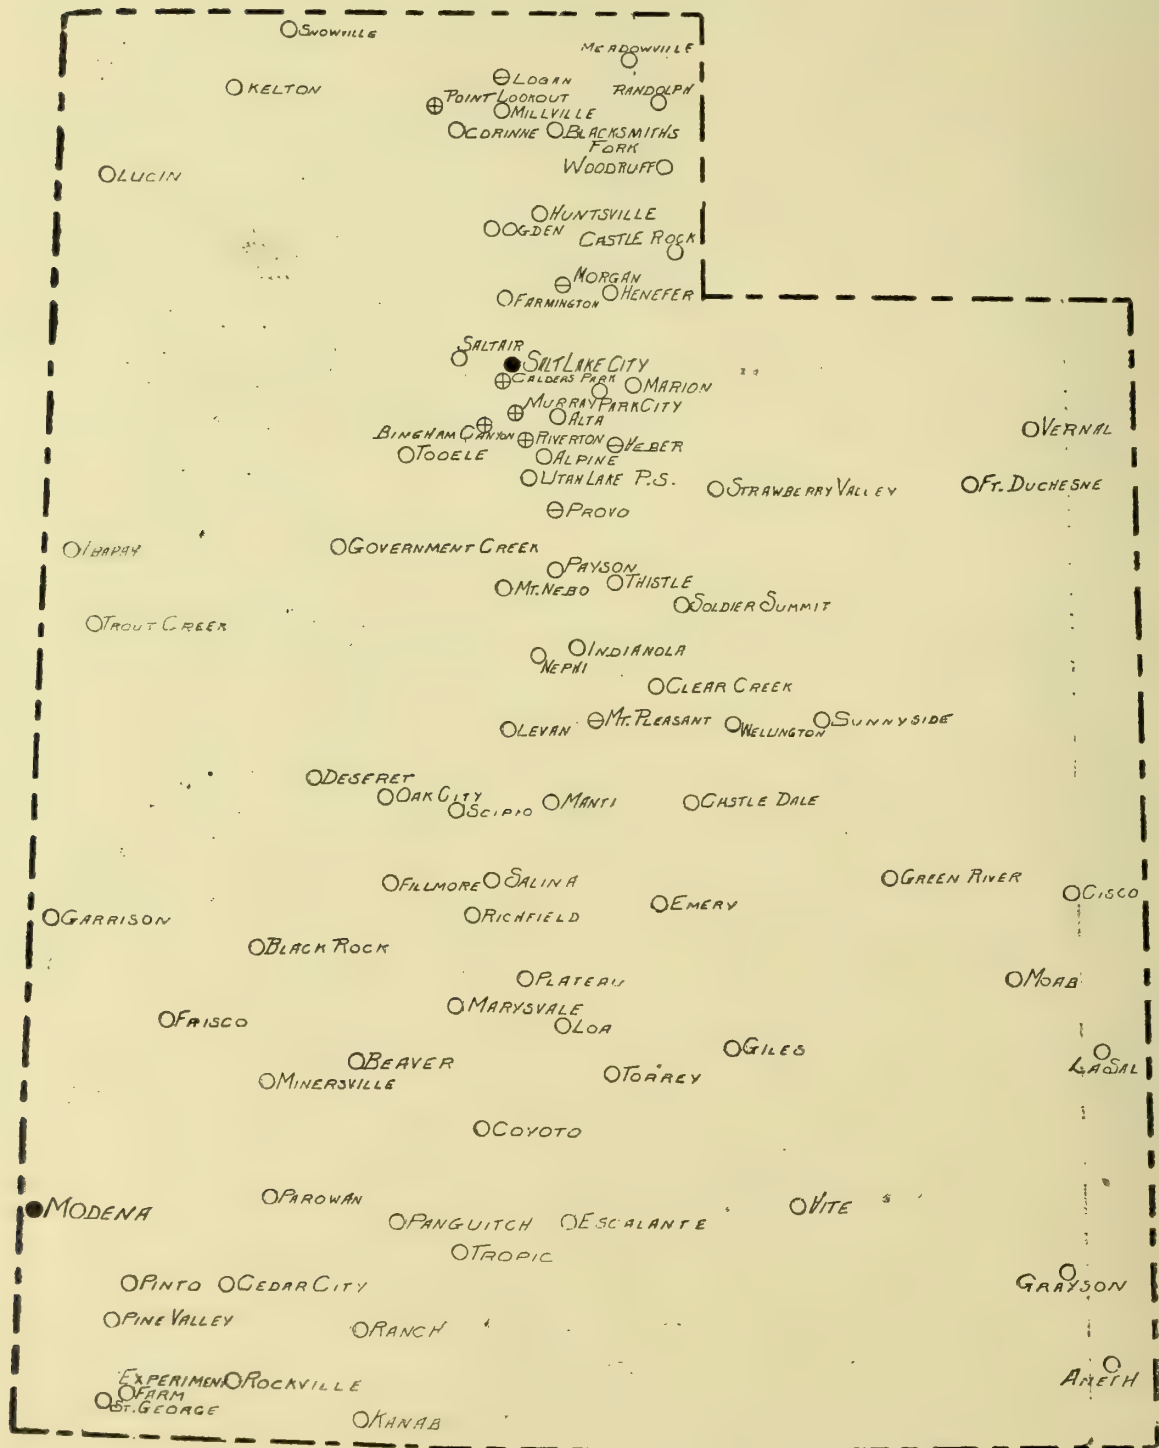 SNOWVILLE
MEADOWVILLE
LOGAN
KELTON
POINT LOOKOUT
RANDOLPH
MILLVILLE
CORINNE
BLACKSMITHS
FORK
WOODRUFF
LUCIN
HUNTSVILLE
OGDEN
CASTLE ROCK
MORGAN
HENEFER
FARMINGTON
SALTAIR
SALT LAKE CITY
CALDERS PARK
MARION
MURRAY
PARK CITY
ALTA
BINGHAM CANYON
RIVERTON
HEBER
VERNAL
TOOELE
ALPINE
UTAH LAKE P.S.
STRAWBERRY VALLEY
FT. DUCHESNE
PROVO
IBAPAY
GOVERNMENT CREEK
PAYSON
MT. NEBO
THISTLE
SOLDIER SUMMIT
TROUT CREEK
INDIANOLA
NEPHI
CLEAR CREEK
LEVAN
MT. PLEASANT
WELLINGTON
SUNNYSIDE
DESERET
OAK CITY
SCIPIO
MANTI
CASTLE DALE
FILLMORE
SALINA
GREEN RIVER
CISCO
GARRISON
RICHFIELD
EMERY
BLACK ROCK
PLATEAU
MOAB
MARYSVALE
FRISCO
LOA
GILES
BEAVER
LASAL
MINERSVILLE
TORREY
COYOTO
PAROWAN
HITE
MODENA
PANGUITCH
ESCALANTE
TROPIC
PINTO
CEDAR CITY
GRAYSON
PINE VALLEY
RANCH
EXPERIMENT
FARM
ROCKVILLE
ANETH
ST. GEORGE
KANAB